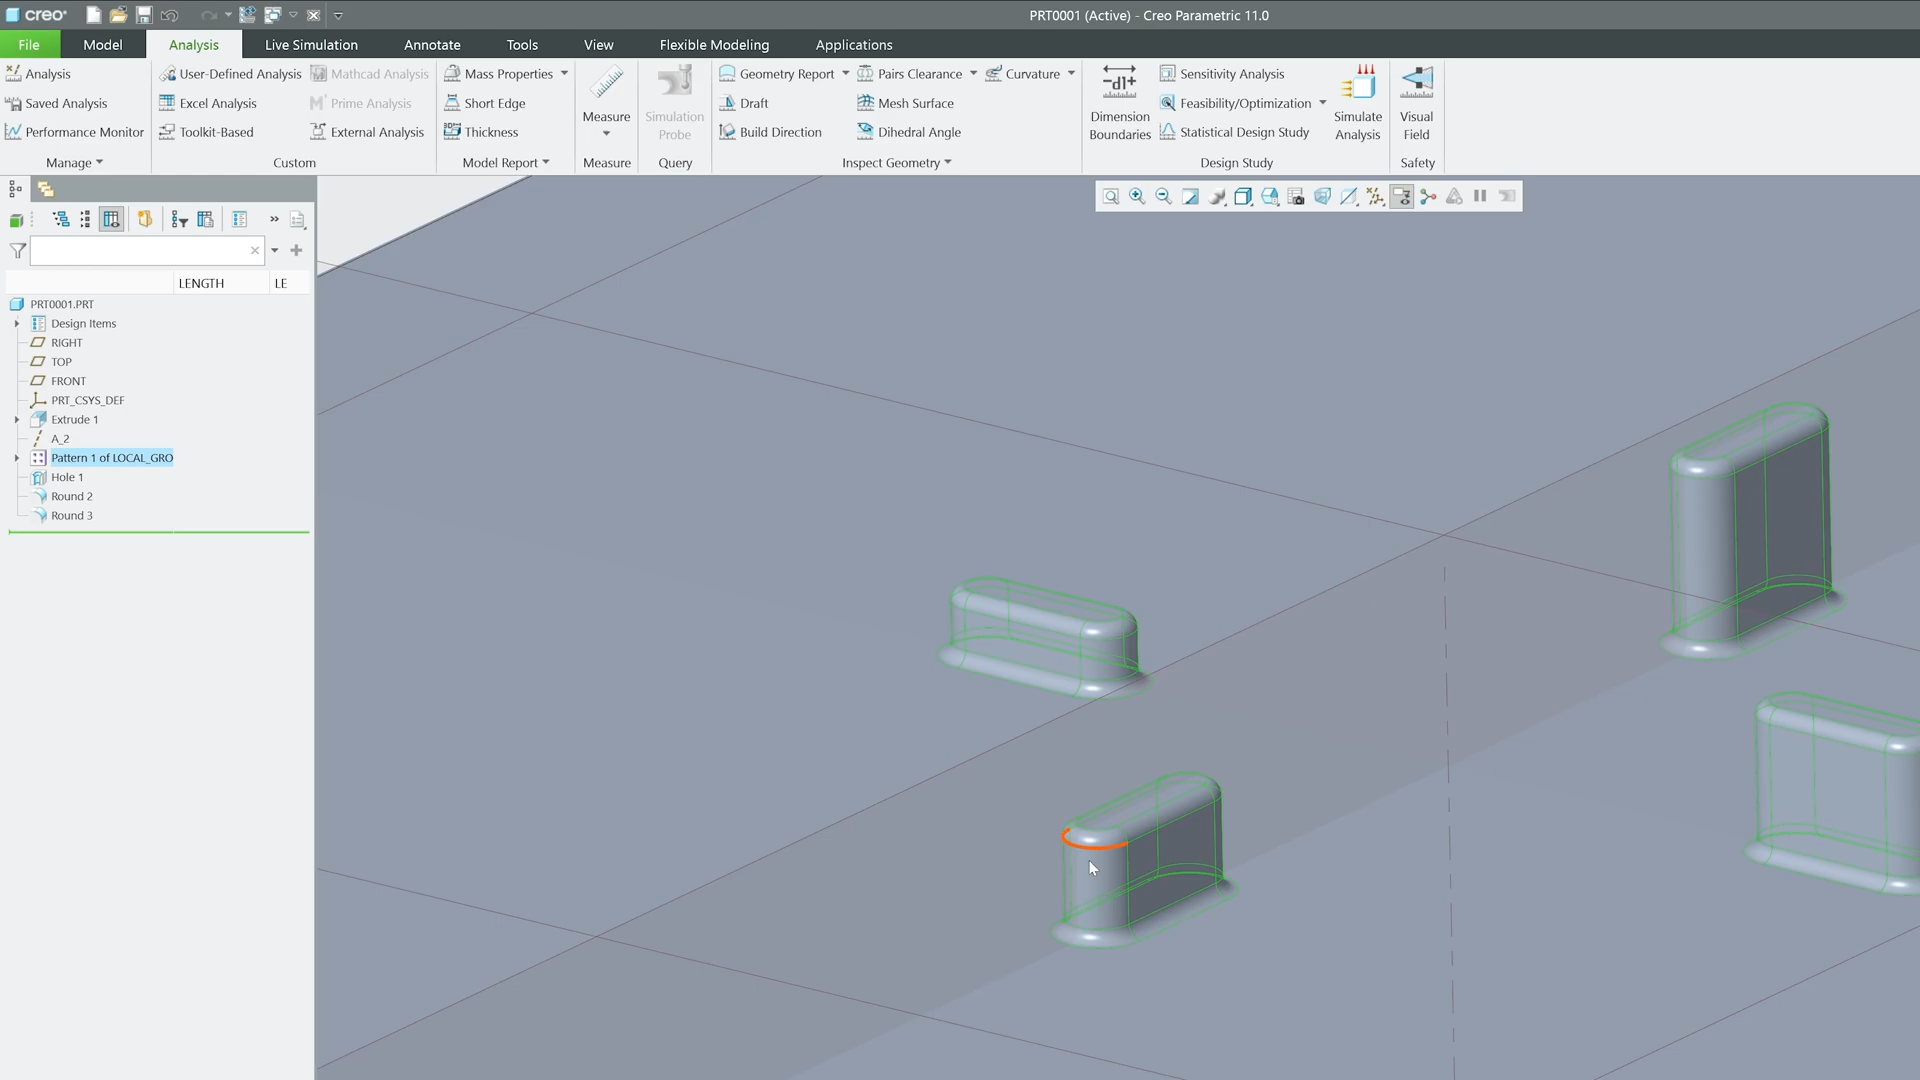 creo PRT0001 (Active) - Creo Parametric 11.0
File Model Analysis Live Simulation Annotate Tools View Flexible Modeling Applications
Analysis User-Defined Analysis Mathcad Analysis Mass Properties Geometry Report Pairs Clearance Curvature Sensitivity Analysis
Saved Analysis Excel Analysis Prime Analysis Short Edge Draft Mesh Surface Feasibility/Optimization
Performance Monitor Toolkit-Based External Analysis Thickness Build Direction Dihedral Angle Statistical Design Study
Measure Simulation Probe Dimension Boundaries Simulate Analysis Visual Field
Manage Custom Model Report Measure Query Inspect Geometry Design Study Safety
LENGTH LE
PRT0001.PRT
Design Items
RIGHT
TOP
FRONT
PRT_CSYS_DEF
Extrude 1
A_2
Pattern 1 of LOCAL_GRO
Hole 1
Round 2
Round 3